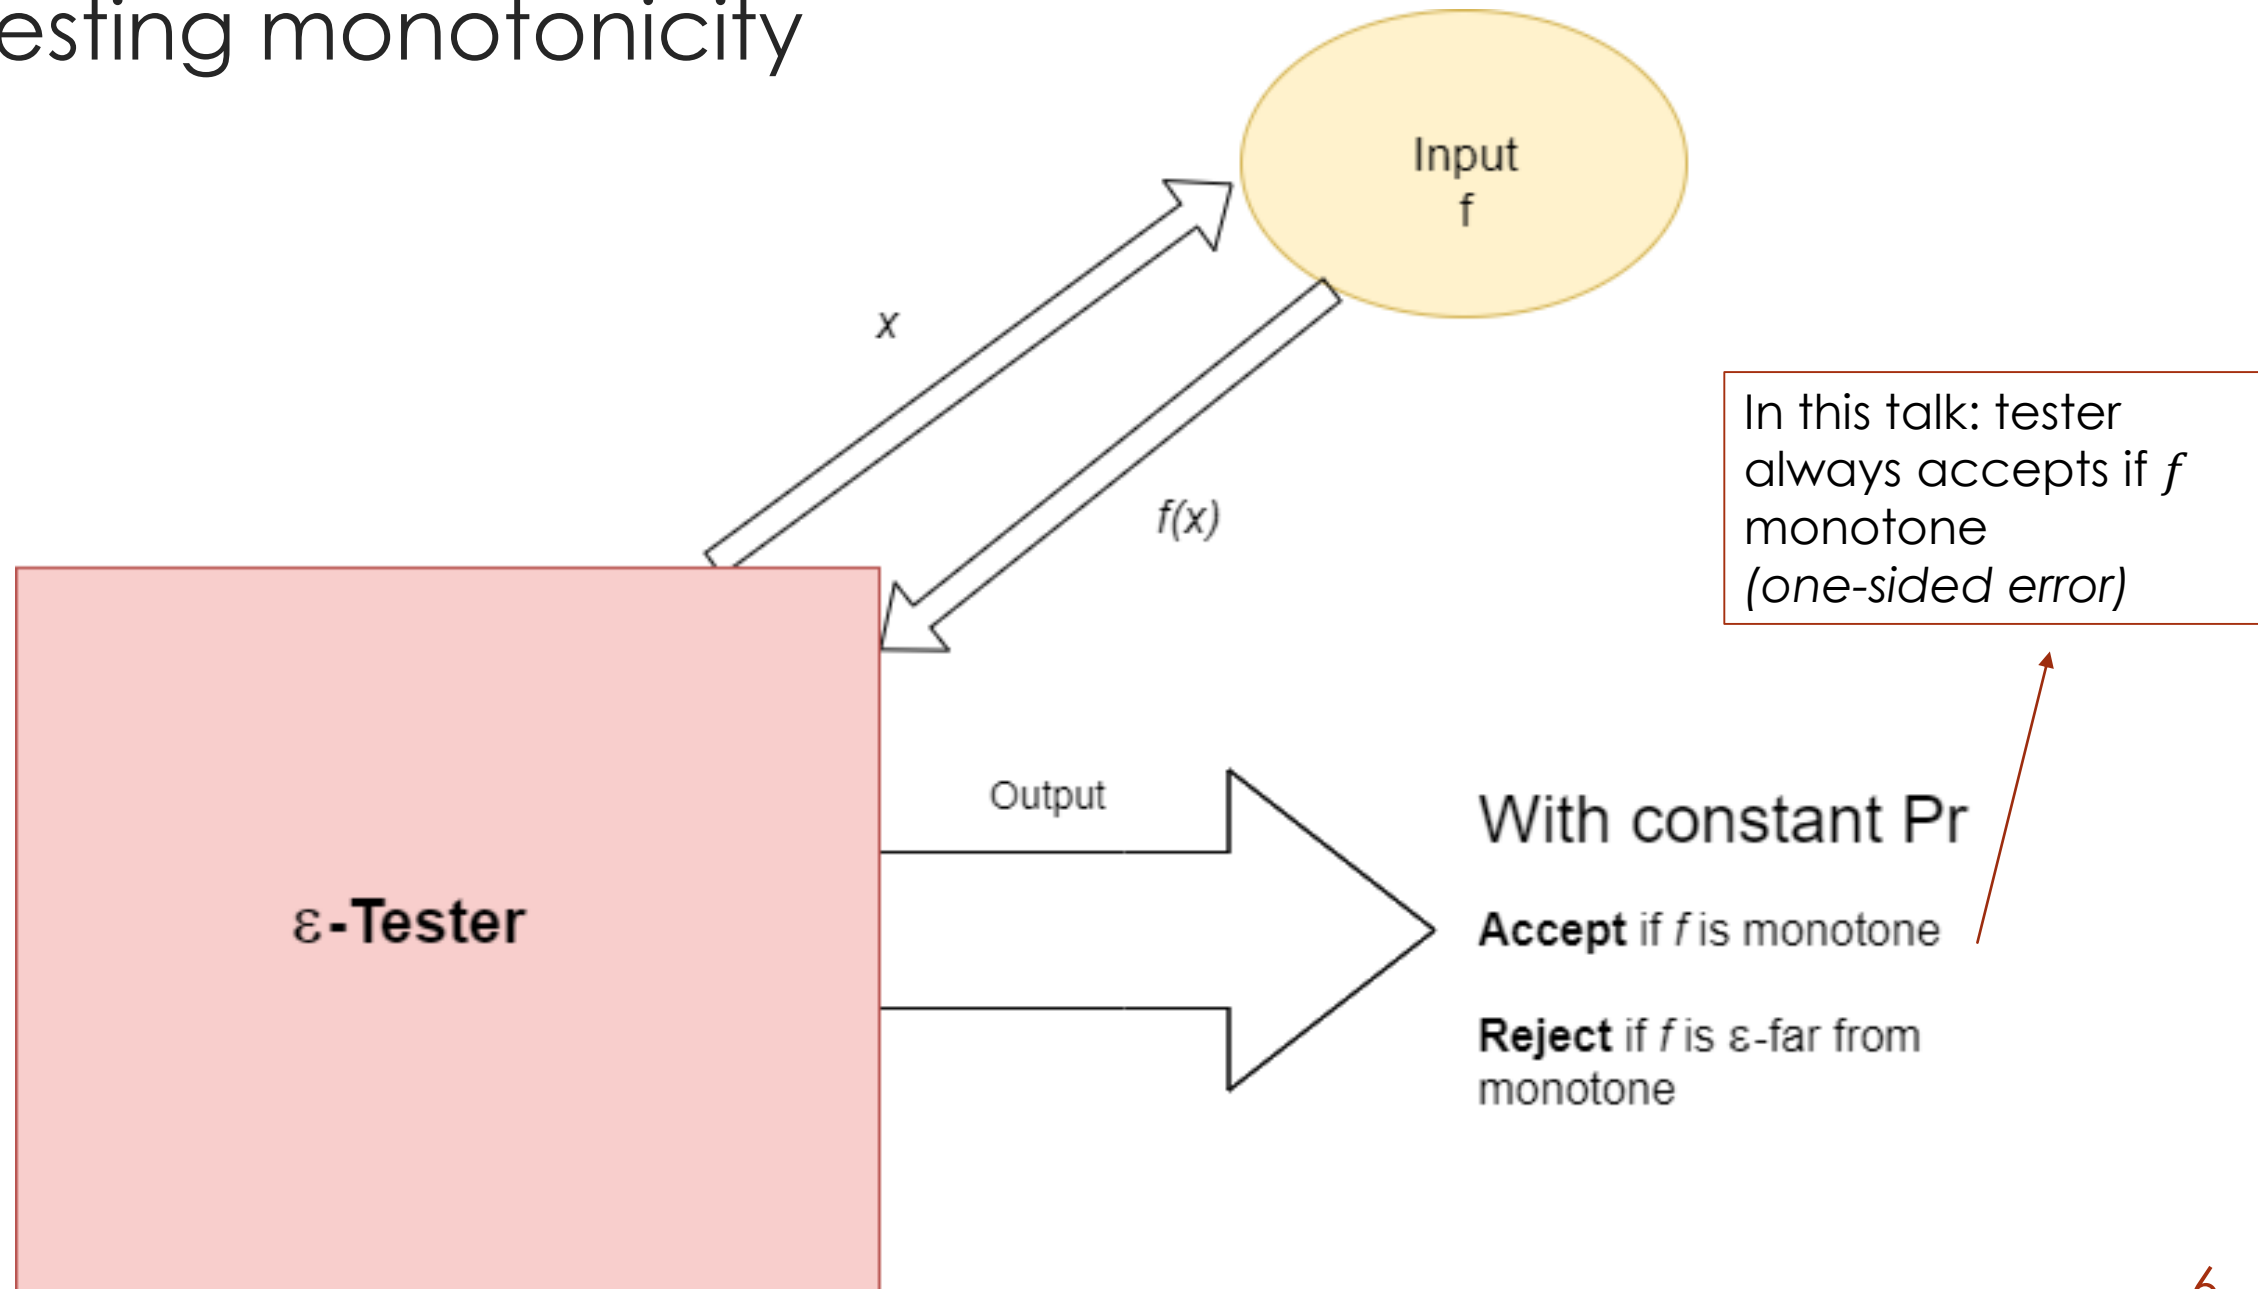 esting monotonicity
Input
f
x
f(x)
In this talk: tester
always accepts if f
monotone
(one-sided error)
Output
With constant Pr
ε-Tester
Accept if f is monotone
Reject if f is ε-far from
monotone